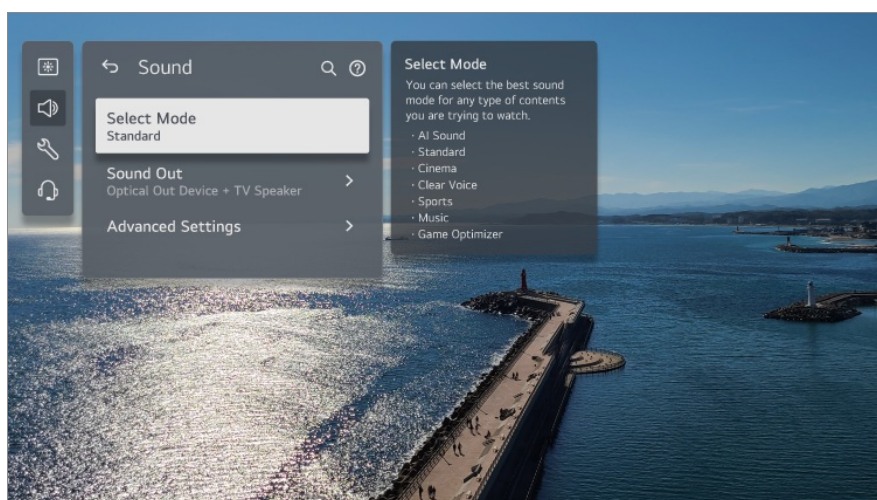 Sound
Select Mode
Standard
Sound Out
Optical Out Device + TV Speaker
Advanced Settings
Select Mode
You can select the best sound
mode for any type of contents
you are trying to watch.
· AI Sound
· Standard
· Cinema
· Clear Voice
· Sports
· Music
· Game Optimizer